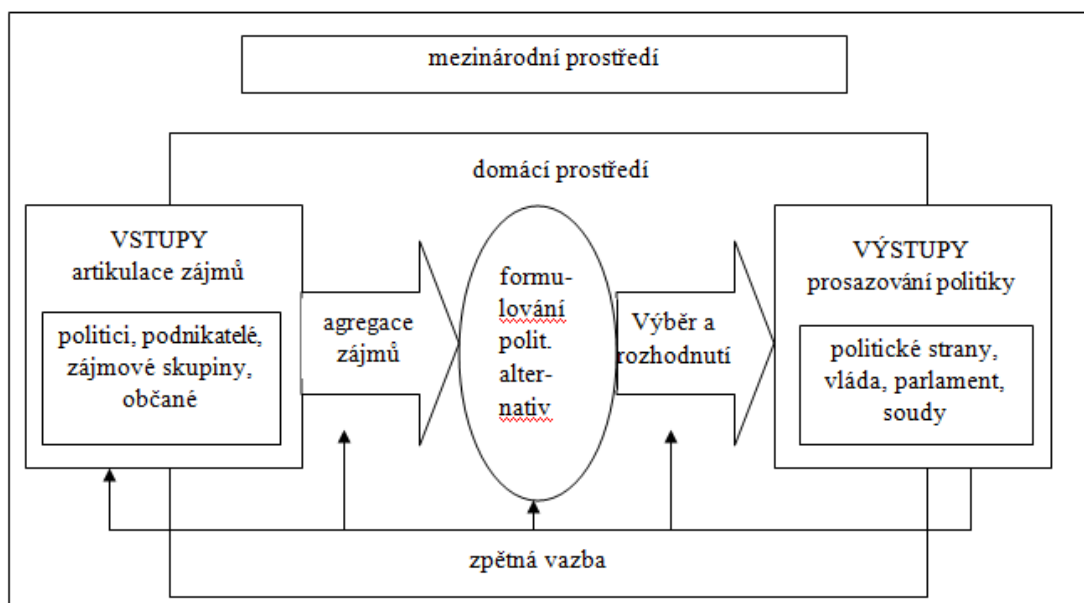 mezinárodní prostředí
domácí prostředí
VSTUPY
artikulace zájmů
politici, podnikatelé,
zájmové skupiny,
občané
agregace
zájmů
formu-
lování
polit.
alter-
nativ
Výběr a
rozhodnutí
VÝSTUPY
prosazování politiky
politické strany,
vláda, parlament,
soudy
zpětná vazba